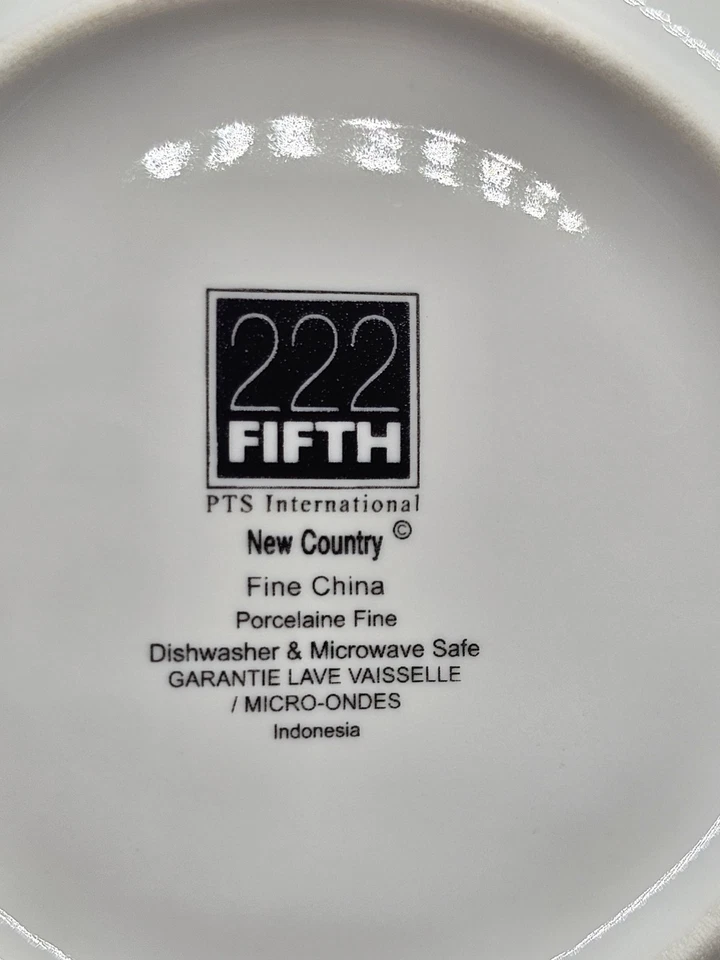 222
FIFTH
PTS International
New Country ©
Fine China
Porcelaine Fine
Dishwasher & Microwave Safe
GARANTIE LAVE VAISSELLE
/ MICRO-ONDES
Indonesia